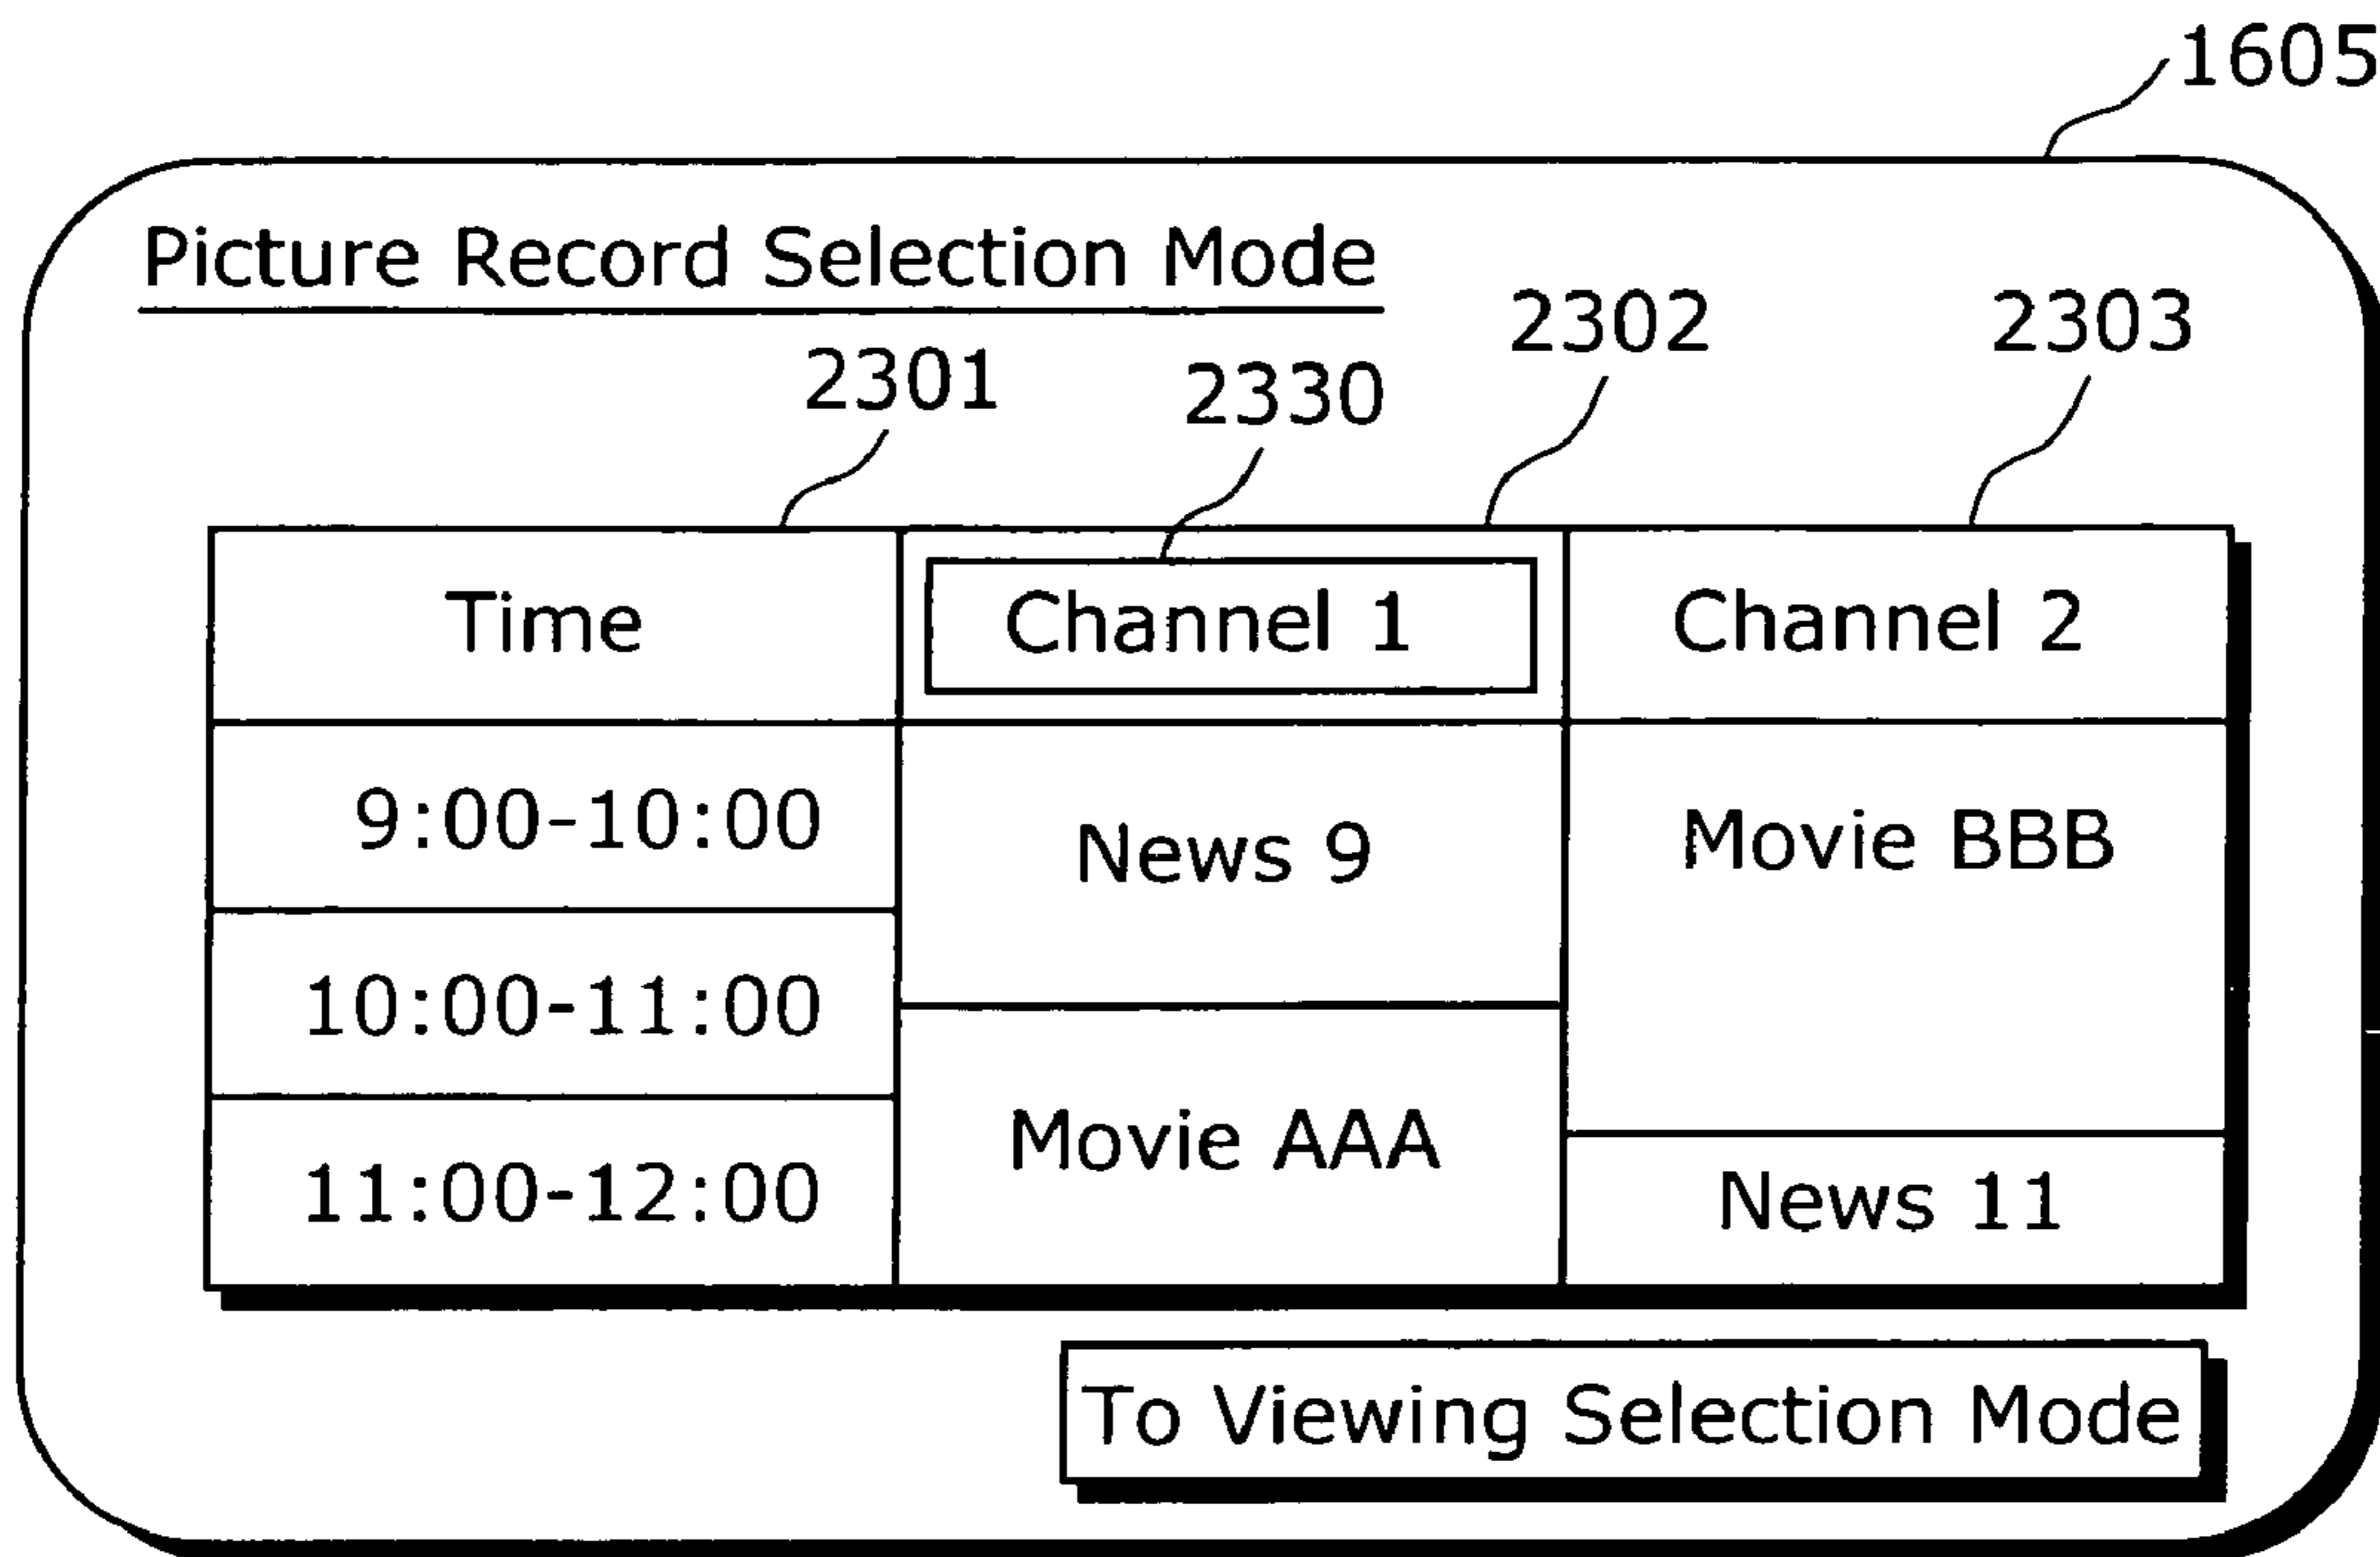 1605
Picture Record Selection Mode
2301 2330 2302 2303
Time Channel 1 Channel 2
9:00-10:00 News 9 Movie BBB
10:00-11:00
11:00-12:00 Movie AAA News 11
To Viewing Selection Mode